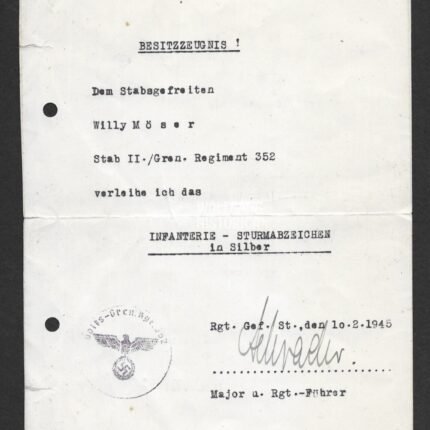 BESITZZEUGNIS !
Dem Stabsgefreiten
Willy M ö s e r
Stab II./Gren. Regiment 352
verleihe ich das
INFANTERIE - STURMABZEICHEN
in Silber
Rgt. Gef. St.,den 10.2.1945
Major u. Rgt.-Führer